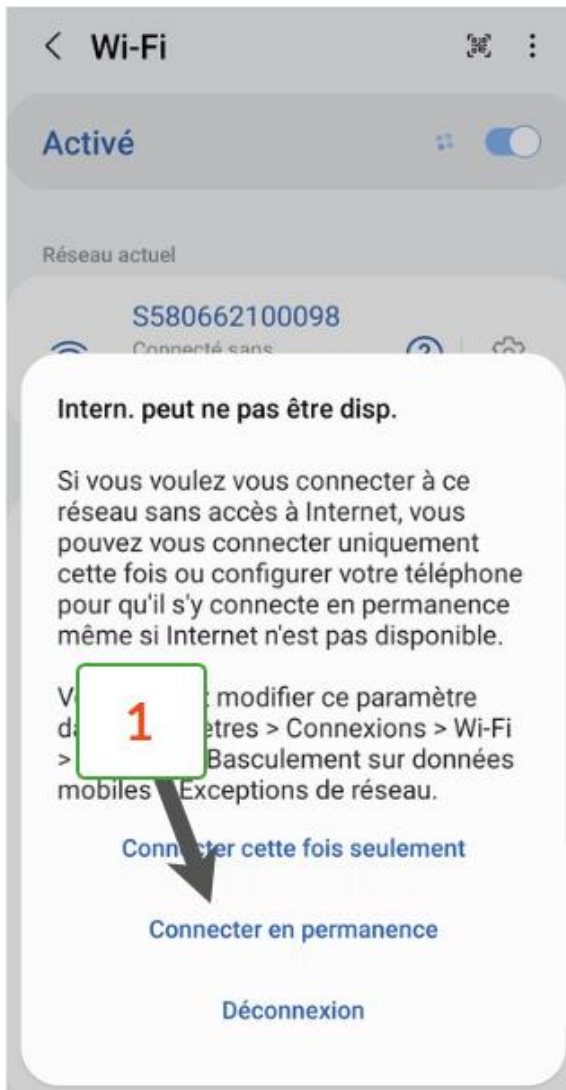 Wi-Fi
Activé
Réseau actuel
S580662100098
Connecté sans
Intern. peut ne pas être disp.
Si vous voulez vous connecter à ce
réseau sans accès à Internet, vous
pouvez vous connecter uniquement
cette fois ou configurer votre téléphone
pour qu'il s'y connecte en permanence
même si Internet n'est pas disponible.
modifier ce paramètre
1
> Connexions > Wi-Fi
> Basculement sur données
mobiles Exceptions de réseau.
Connecter cette fois seulement
Connecter en permanence
Déconnexion